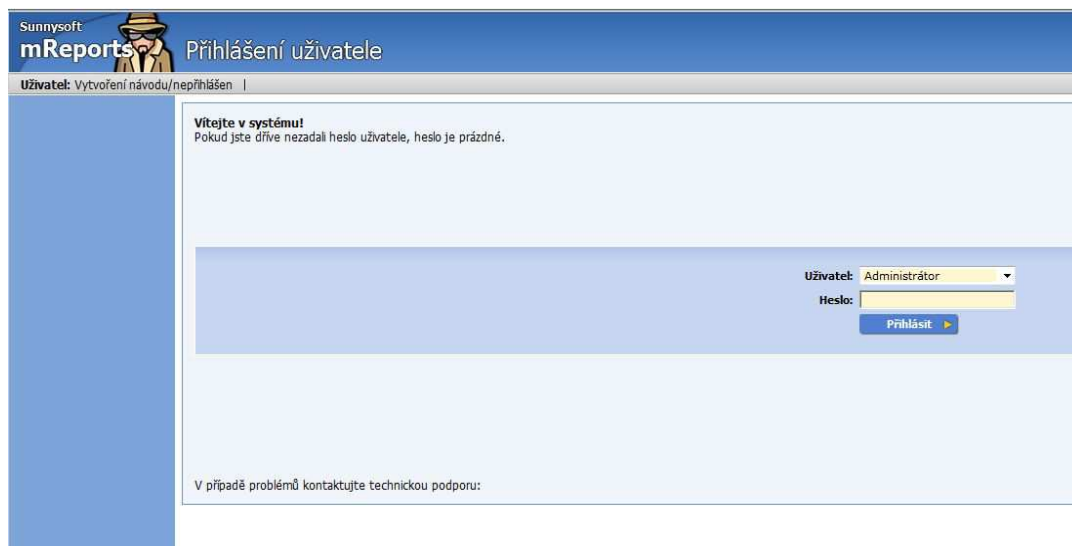 Sunnysoft
mReports
Přihlášení uživatele
Uživatel: Vytvoření návodu/nepřihlášen |
Vítejte v systému!
Pokud jste dříve nezadali heslo uživatele, heslo je prázdné.
Uživatel: Administrátor
Heslo:
Přihlásit
V případě problémů kontaktujte technickou podporu: